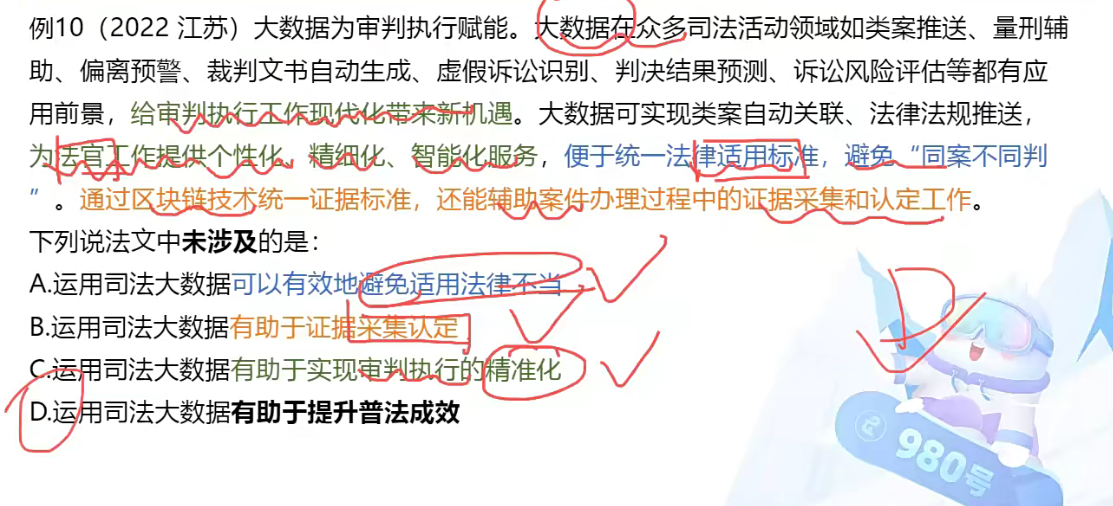 例10（2022 江苏）大数据为审判执行赋能。大数据在众多司法活动领域如类案推送、量刑辅
助、偏离预警、裁判文书自动生成、虚假诉讼识别、判决结果预测、诉讼风险评估等都有应
用前景，给审判执行工作现代化带来新机遇。大数据可实现类案自动关联、法律法规推送，
为法官工作提供个性化、精细化、智能化服务，便于统一法律适用标准，避免“同案不同判
”。通过区块链技术统一证据标准，还能辅助案件办理过程中的证据采集和认定工作。
下列说法文中未涉及的是：
A.运用司法大数据可以有效地避免适用法律不当
B.运用司法大数据有助于证据采集认定
C.运用司法大数据有助于实现审判执行的精准化
D.运用司法大数据有助于提升普法成效
D
980号